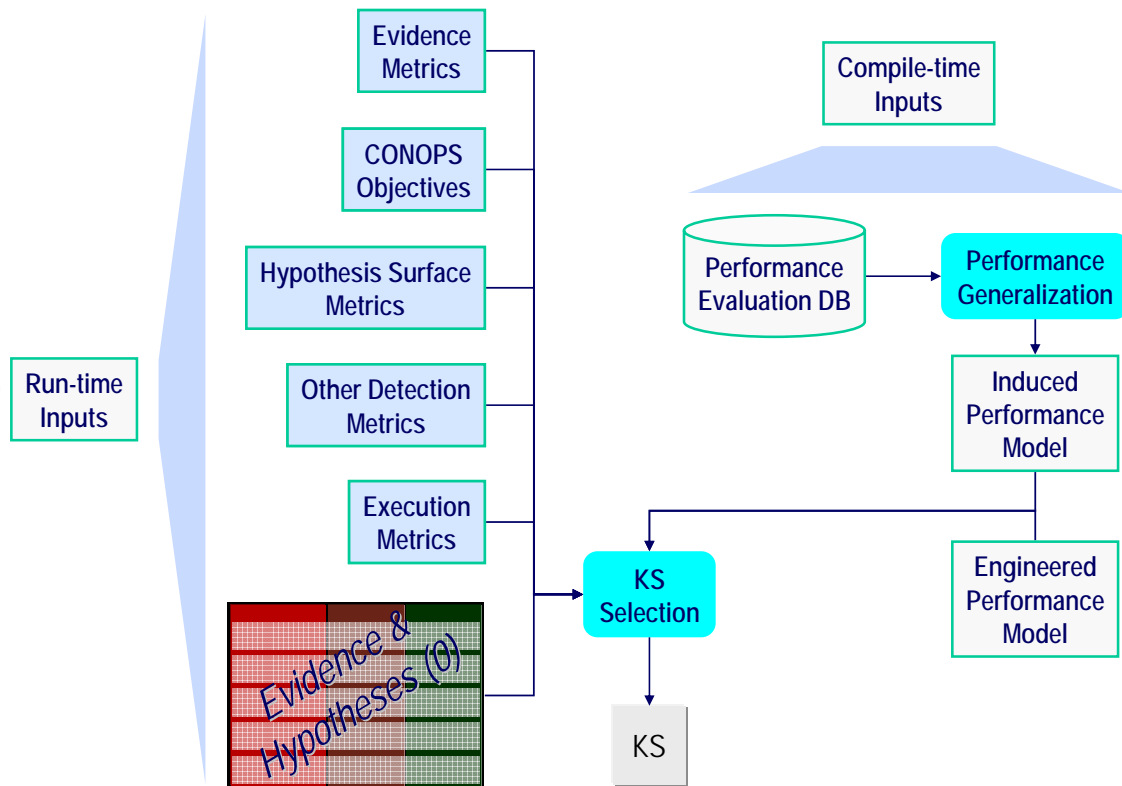 Evidence
Metrics
CONOPS
Objectives
Hypothesis Surface
Metrics
Other Detection
Metrics
Execution
Metrics
Evidence &
Hypotheses (0)
Run-time
Inputs
Compile-time
Inputs
Performance
Evaluation DB
Performance
Generalization
Induced
Performance
Model
Engineered
Performance
Model
KS
Selection
KS